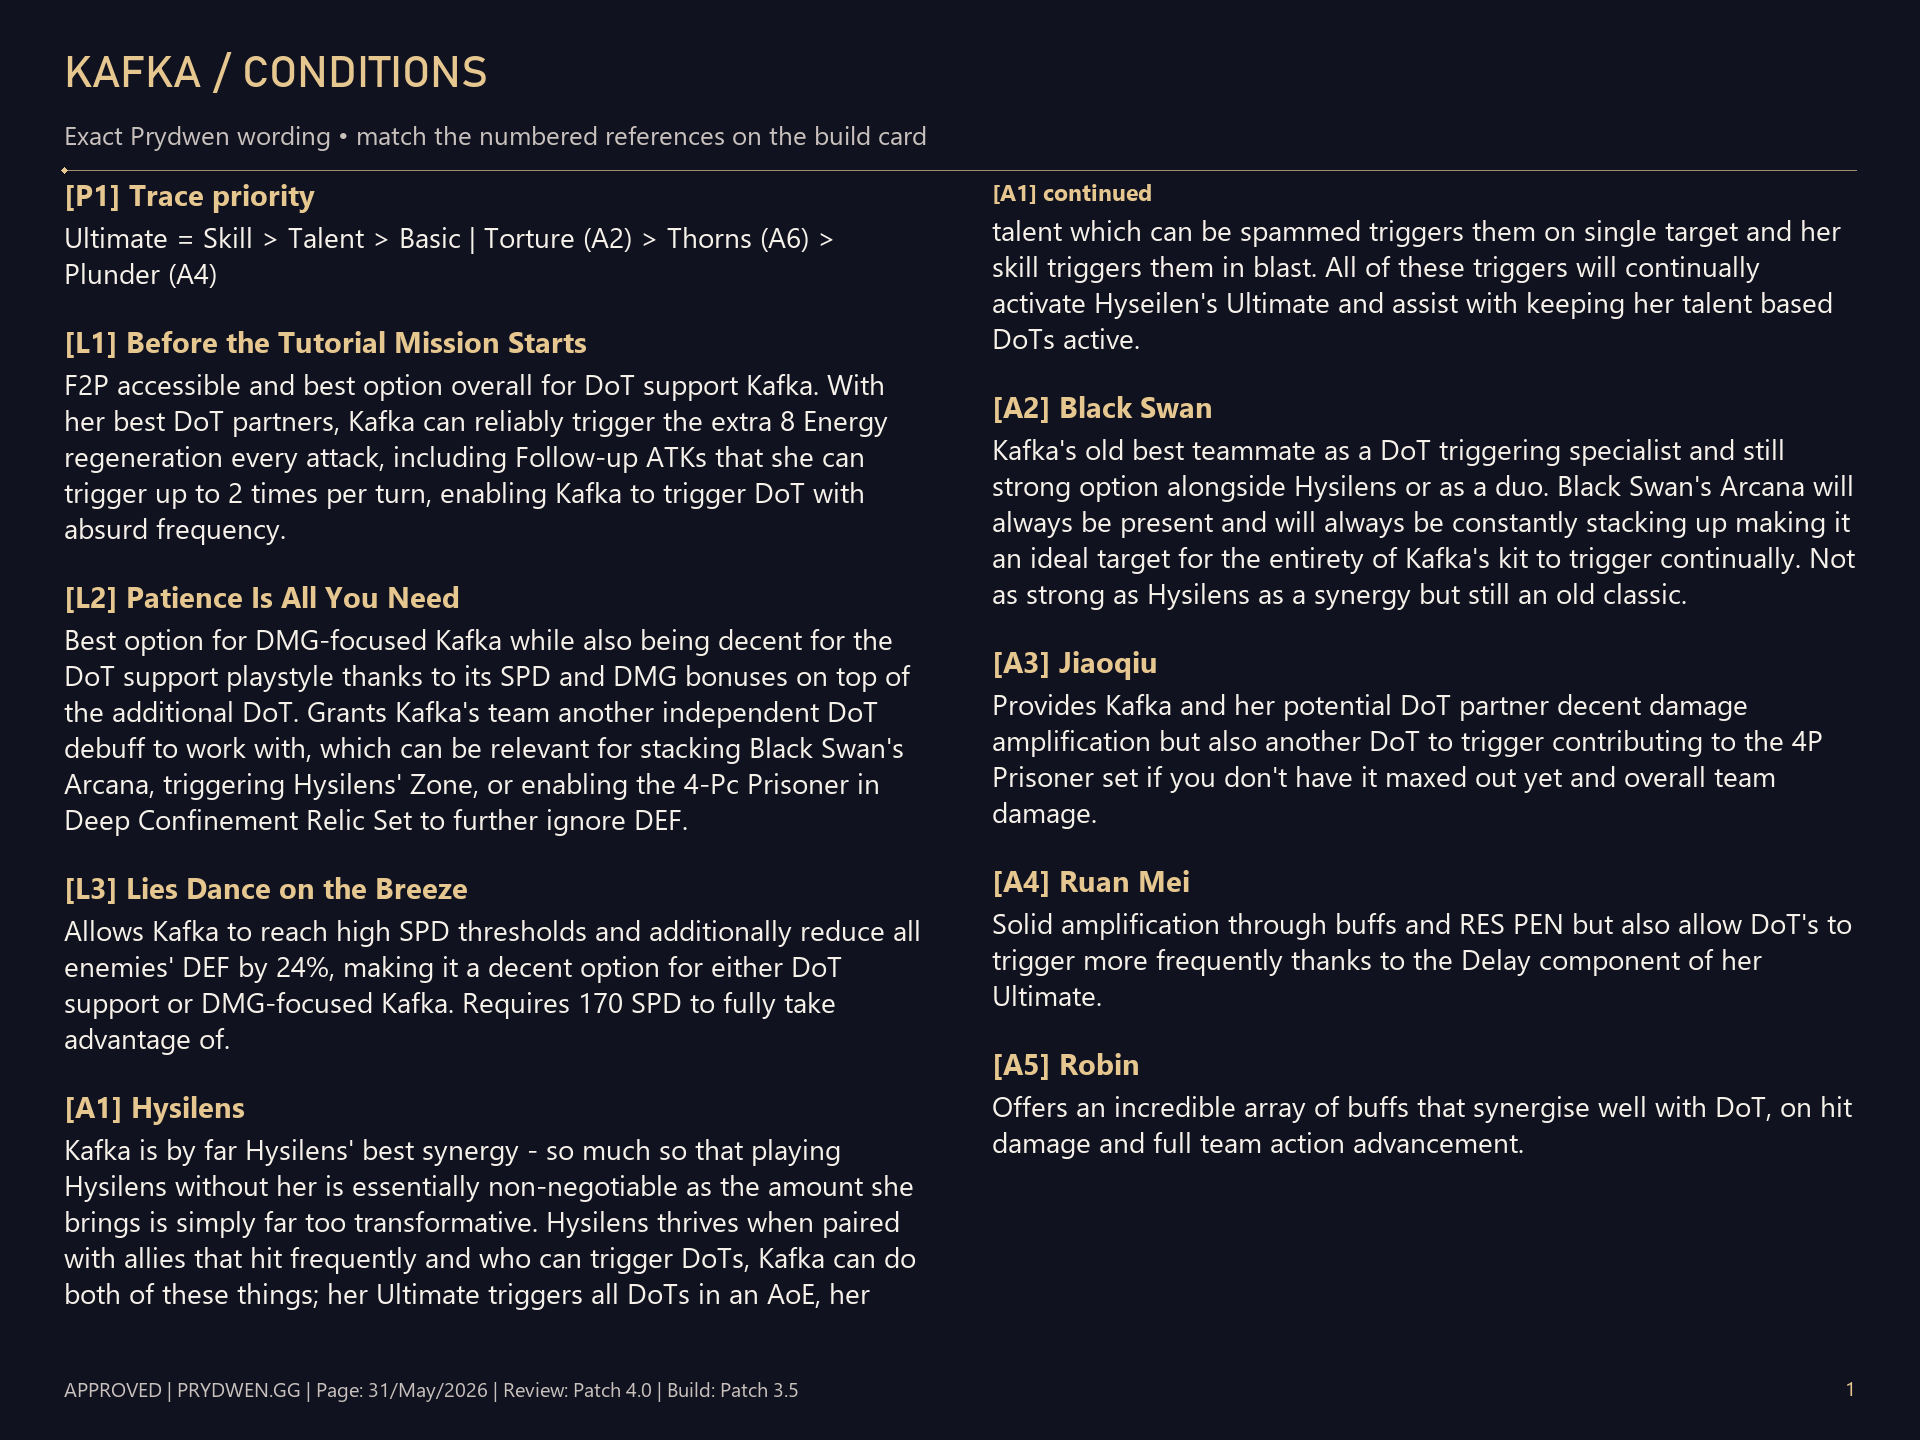 KAFKA / CONDITIONS
Exact Prydwen wording • match the numbered references on the build card
[P1] Trace priority
Ultimate = Skill > Talent > Basic | Torture (A2) > Thorns (A6) >
Plunder (A4)
[L1] Before the Tutorial Mission Starts
F2P accessible and best option overall for DoT support Kafka. With
her best DoT partners, Kafka can reliably trigger the extra 8 Energy
regeneration every attack, including Follow-up ATKs that she can
trigger up to 2 times per turn, enabling Kafka to trigger DoT with
absurd frequency.
[L2] Patience Is All You Need
Best option for DMG-focused Kafka while also being decent for the
DoT support playstyle thanks to its SPD and DMG bonuses on top of
the additional DoT. Grants Kafka's team another independent DoT
debuff to work with, which can be relevant for stacking Black Swan's
Arcana, triggering Hysilens' Zone, or enabling the 4-Pc Prisoner in
Deep Confinement Relic Set to further ignore DEF.
[L3] Lies Dance on the Breeze
Allows Kafka to reach high SPD thresholds and additionally reduce all
enemies' DEF by 24%, making it a decent option for either DoT
support or DMG-focused Kafka. Requires 170 SPD to fully take
advantage of.
[A1] Hysilens
Kafka is by far Hysilens' best synergy - so much so that playing
Hysilens without her is essentially non-negotiable as the amount she
brings is simply far too transformative. Hysilens thrives when paired
with allies that hit frequently and who can trigger DoTs, Kafka can do
both of these things; her Ultimate triggers all DoTs in an AoE, her
[A1] continued
talent which can be spammed triggers them on single target and her
skill triggers them in blast. All of these triggers will continually
activate Hyseilen's Ultimate and assist with keeping her talent based
DoTs active.
[A2] Black Swan
Kafka's old best teammate as a DoT triggering specialist and still
strong option alongside Hysilens or as a duo. Black Swan's Arcana will
always be present and will always be constantly stacking up making it
an ideal target for the entirety of Kafka's kit to trigger continually. Not
as strong as Hysilens as a synergy but still an old classic.
[A3] Jiaoqiu
Provides Kafka and her potential DoT partner decent damage
amplification but also another DoT to trigger contributing to the 4P
Prisoner set if you don't have it maxed out yet and overall team
damage.
[A4] Ruan Mei
Solid amplification through buffs and RES PEN but also allow DoT's to
trigger more frequently thanks to the Delay component of her
Ultimate.
[A5] Robin
Offers an incredible array of buffs that synergise well with DoT, on hit
damage and full team action advancement.
APPROVED | PRYDWEN.GG | Page: 31/May/2026 | Review: Patch 4.0 | Build: Patch 3.5
1